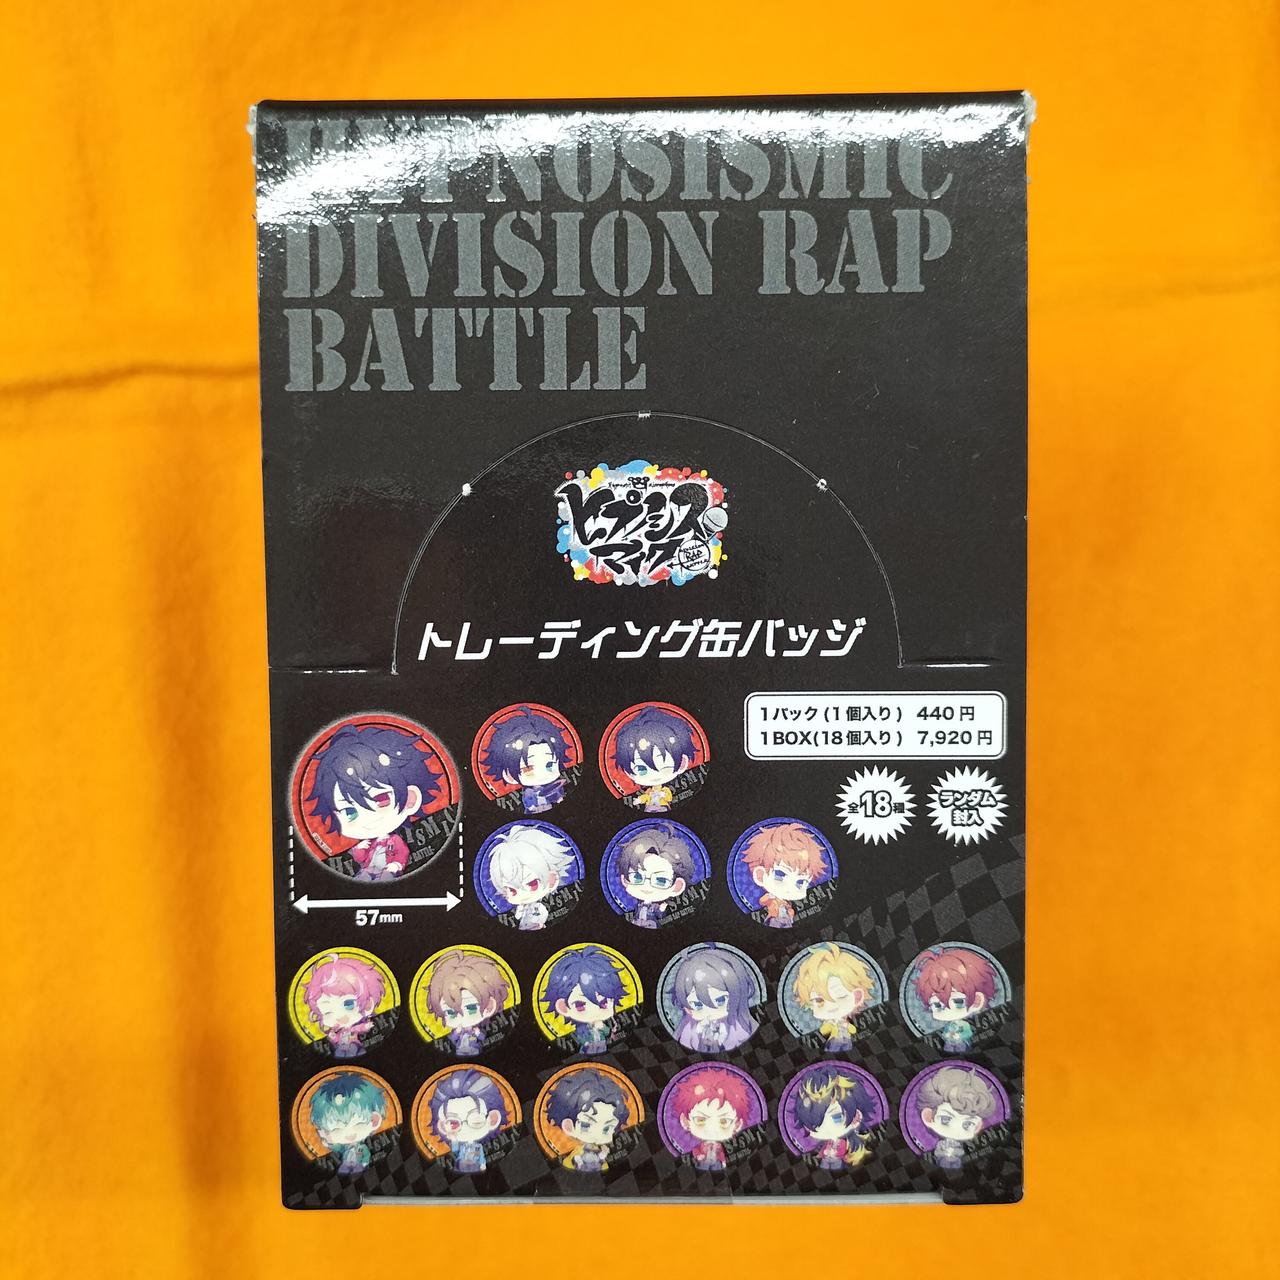 HYPNOSISMIC
DIVISION RAP
BATTLE
ヒプノシス
マイク
RAP
トレーディング缶バッジ
1パック(1個入り) 440円
1BOX(18個入り) 7,920円
全18種
ランダム
封入
57mm